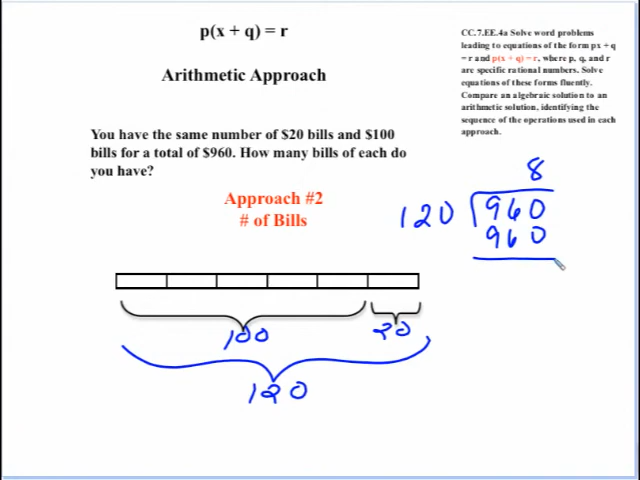 p(x + q) = r
Arithmetic Approach
CC.7.EE.4a Solve word problems
leading to equations of the form px + q
= r and p(x + q) = r, where p, q, and r
are specific rational numbers. Solve
equations of these forms fluently.
Compare an algebraic solution to an
arithmetic solution, identifying the
sequence of the operations used in each
approach.
You have the same number of $20 bills and $100
bills for a total of $960. How many bills of each do
you have?
Approach #2
# of Bills
8
120 960
960
100 20
120